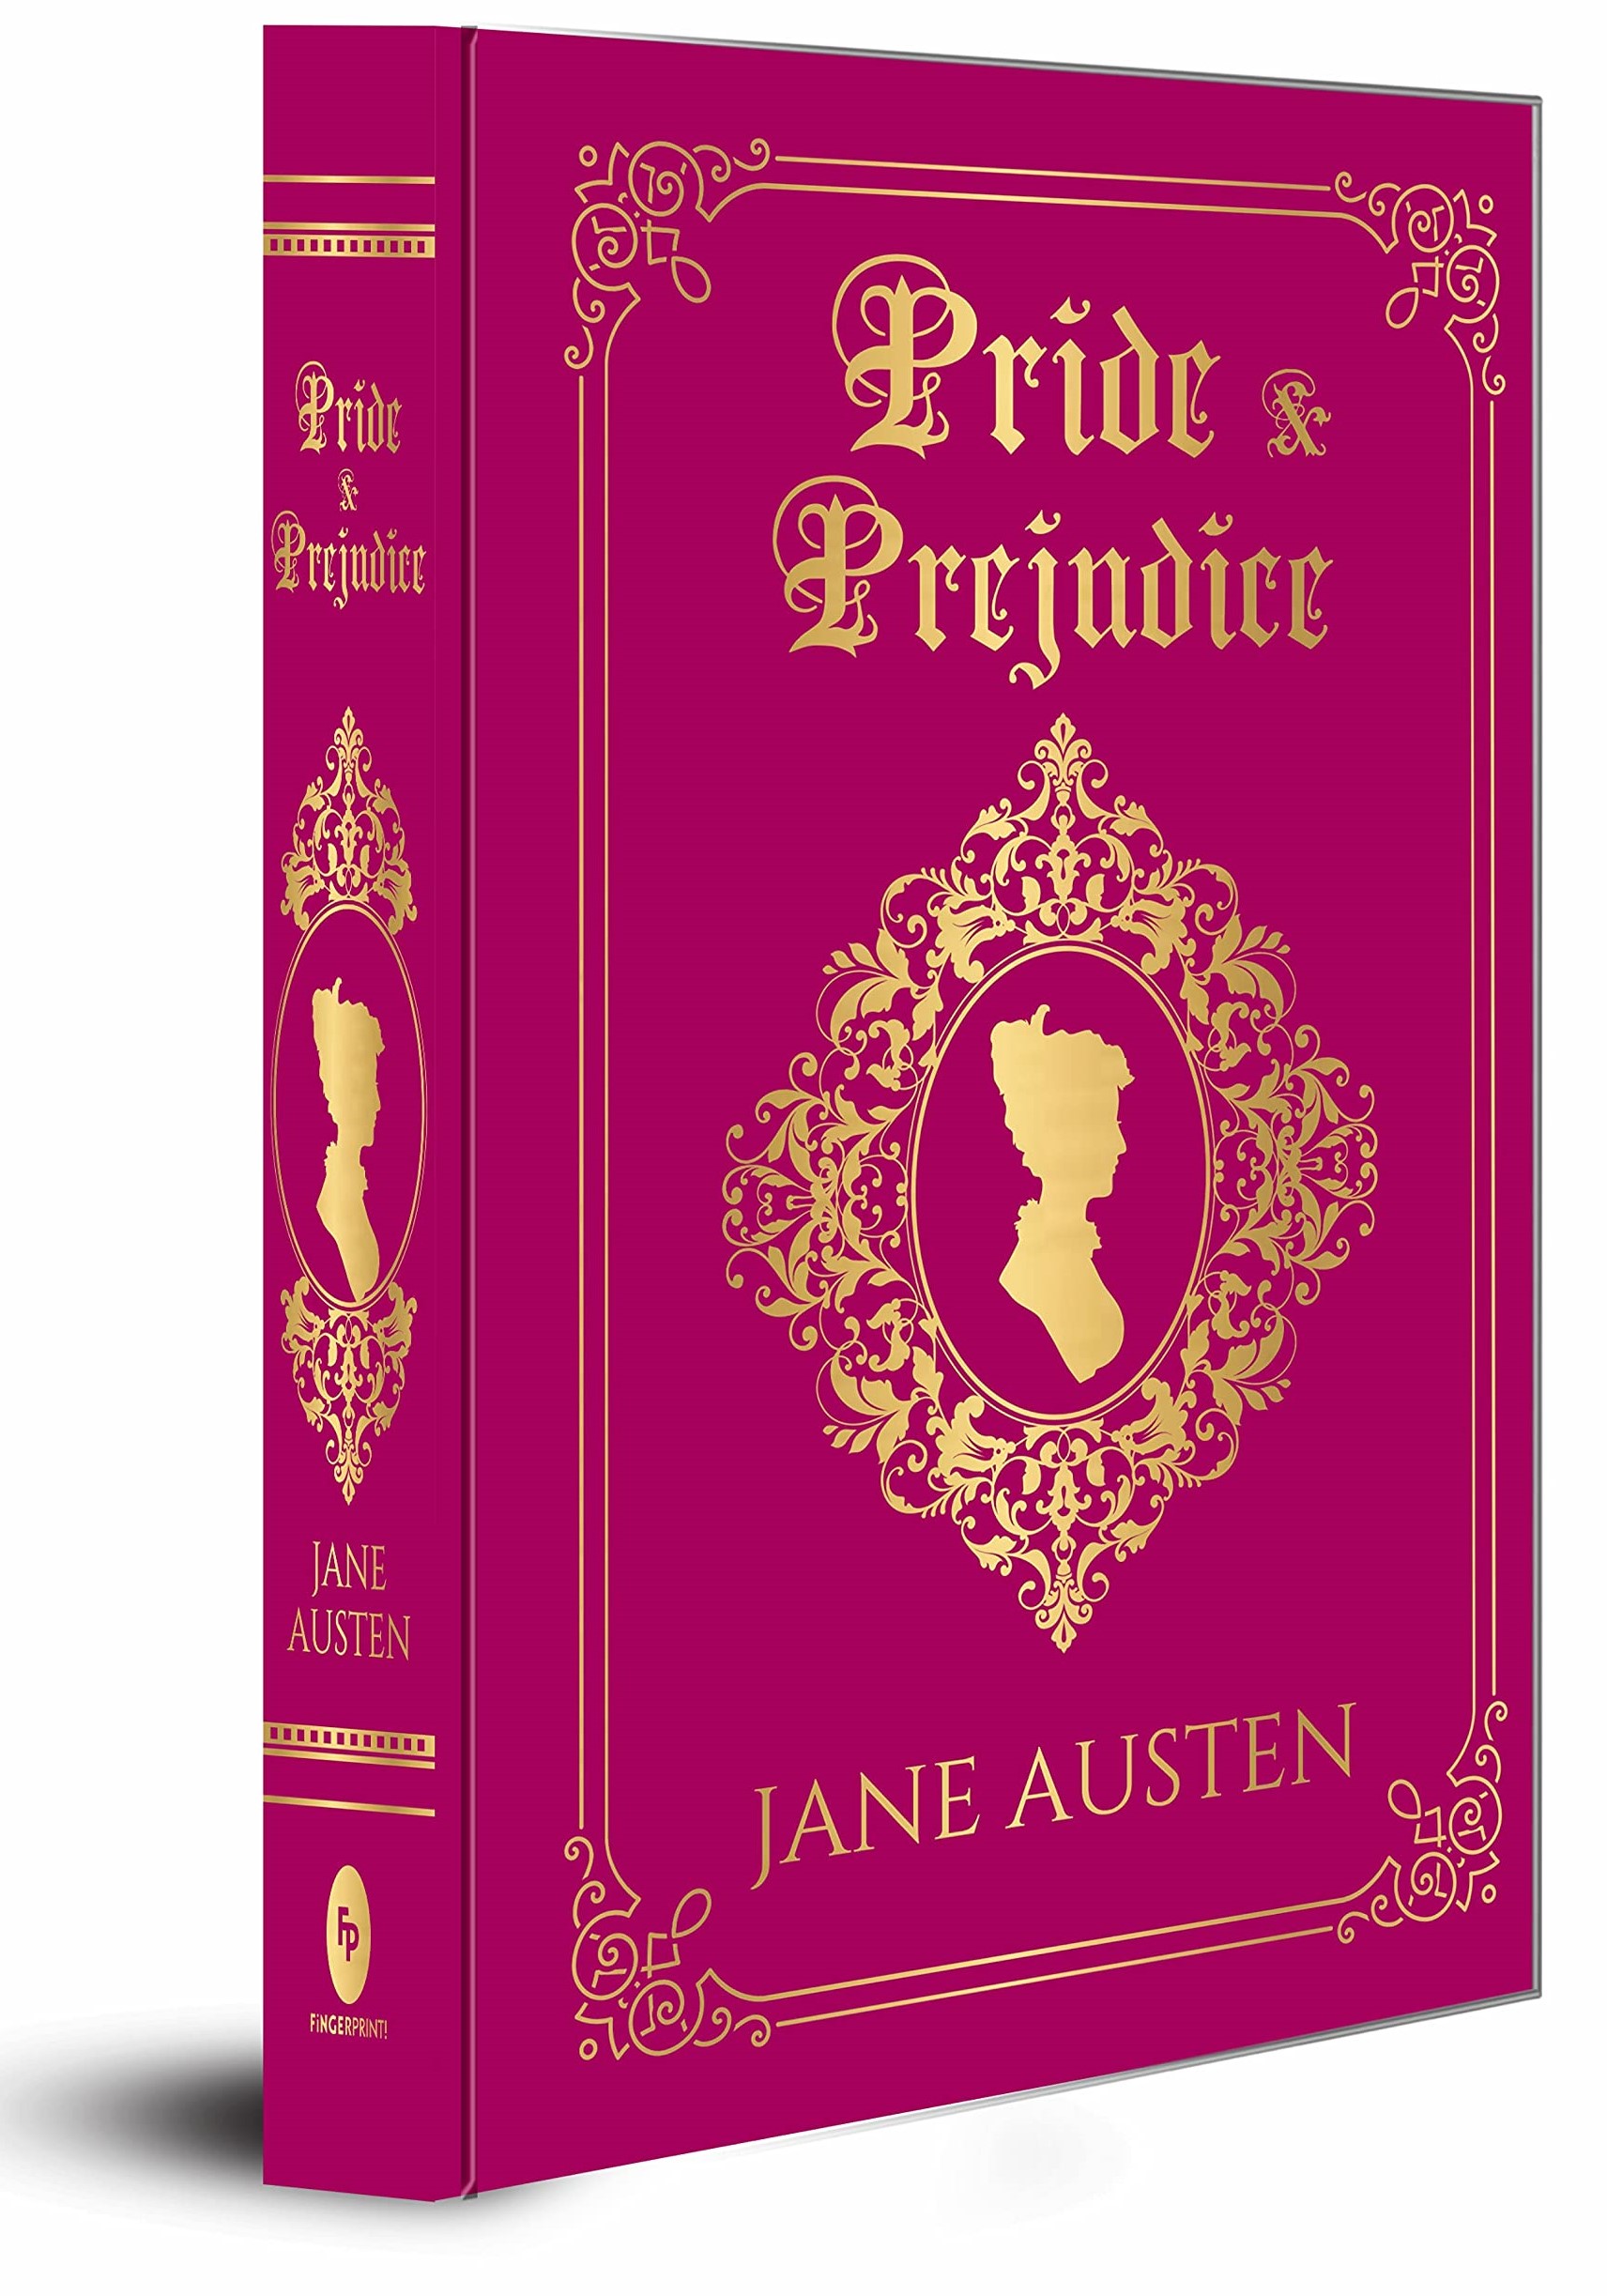 Pride
&
Prejudice
JANE
AUSTEN
FP
FiNGERPRINT!
Pride &
Prejudice
JANE AUSTEN